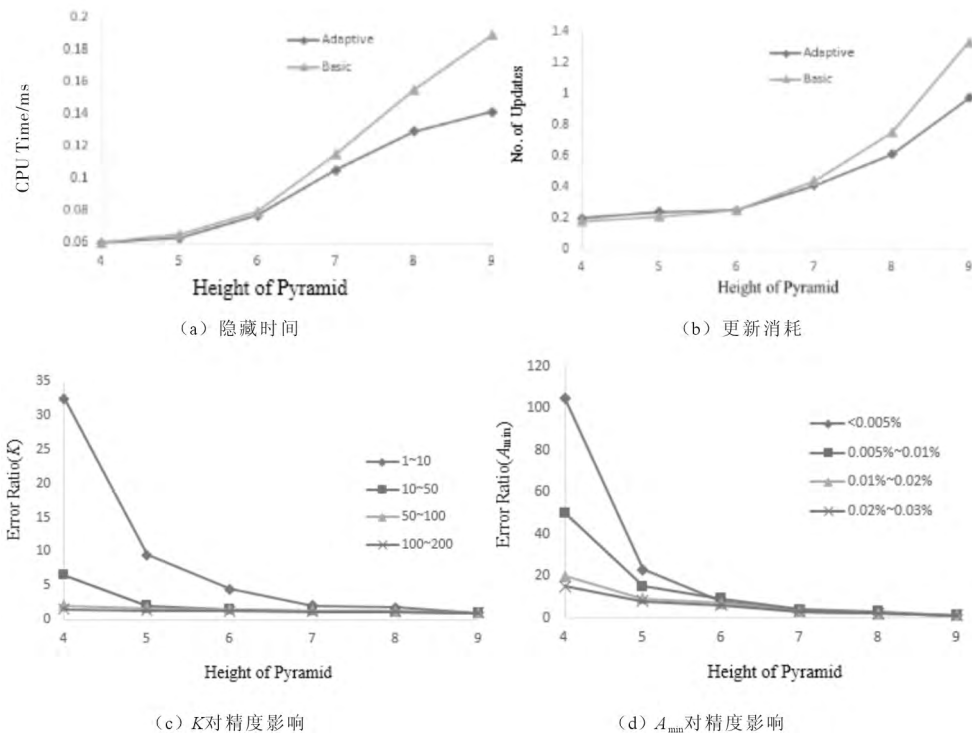 0.2
0.18
0.16
0.14
0.12
0.1
0.08
0.06
4 5 6 7 8 9
CPU Time/ms
Adaptive
Basic
Height of Pyramid
(a) 隐藏时间
1.4
1.2
1
0.8
0.6
0.4
0.2
0
4 5 6 7 8 9
No. of Updates
Adaptive
Basic
Height of Pyramid
(b) 更新消耗
35
30
25
20
15
10
5
0
4 5 6 7 8 9
Error Ratio(K)
1~10
10~50
50~100
100~200
Height of Pyramid
(c) K对精度影响
120
100
80
60
40
20
0
4 5 6 7 8 9
Error Ratio(Amin)
<0.005%
0.005%~0.01%
0.01%~0.02%
0.02%~0.03%
Height of Pyramid
(d) Amin对精度影响